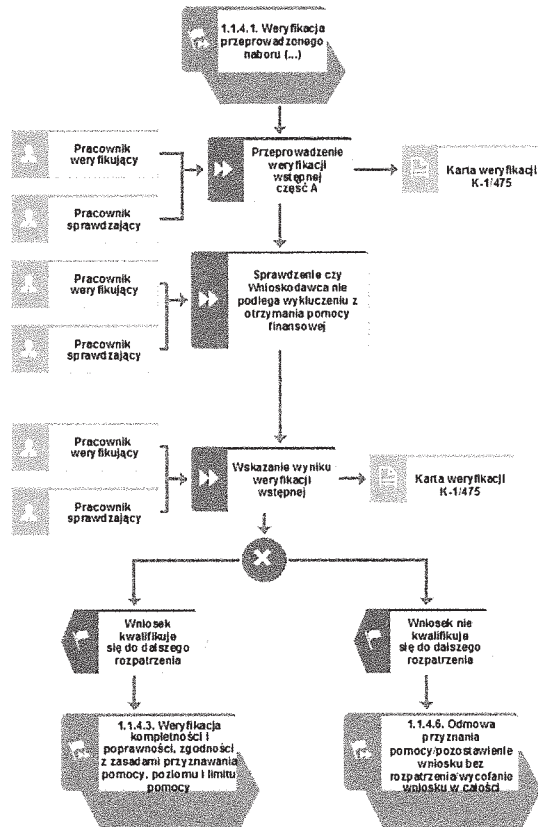 1.1.4.1. Weryfikacja
przeprowadzonego
naboru (...)
Pracownik
weryfikujący
Pracownik
sprawdzający
Przeprowadzenie
weryfikacji
wstępnej
część A
Karta weryfikacji
K-1/475
Pracownik
weryfikujący
Pracownik
sprawdzający
Sprawdzenie czy
Wnioskodawca nie
podlega wykluczeniu z
otrzymania pomocy
finansowej
Pracownik
weryfikujący
Pracownik
sprawdzający
Wskazanie wyniku
weryfikacji
wstępnej
Karta weryfikacji
K-1/475
Wniosek
kwalifikuje
się do dalszego
rozpatrzenia
Wniosek nie
kwalifikuje
się do dalszego
rozpatrzenia
1.1.4.3. Weryfikacja
kompletności i
poprawności, zgodności
z zasadami przyznawania
pomocy, poziomu i limitu
pomocy
1.1.4.6. Odmowa
przyznania
pomocy/pozostawienie
wniosku bez
rozpatrzenia/wycofanie
wniosku w całości